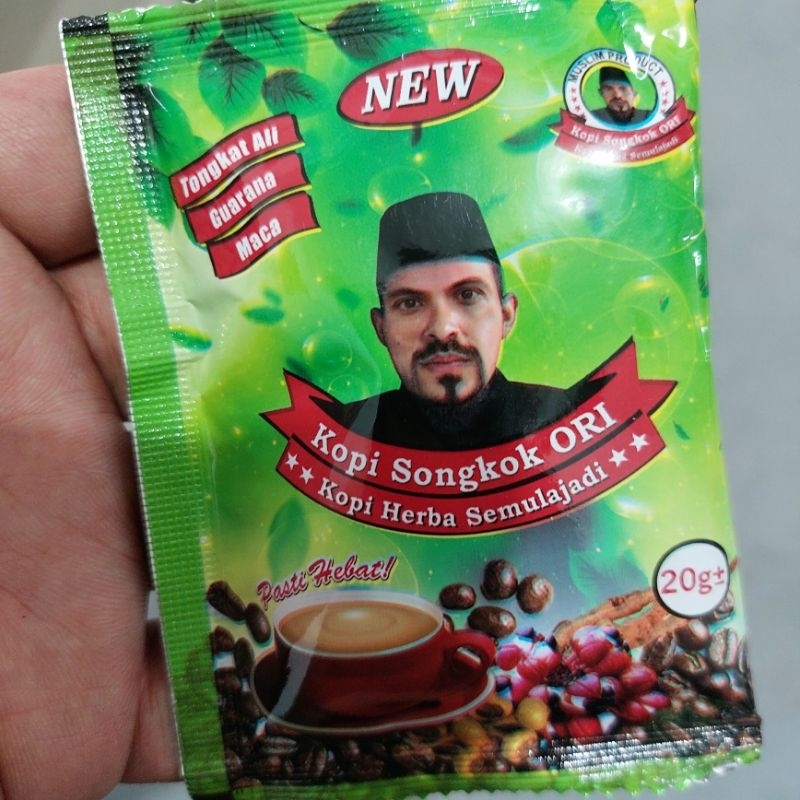 NEW
MUSLIM PRODUCT
Kopi Songkok ORI
Tongkat Ali
Guarana
Maca
Kopi Songkok ORI
Kopi Herba Semulajadi
Pasti Hebat!
20g±